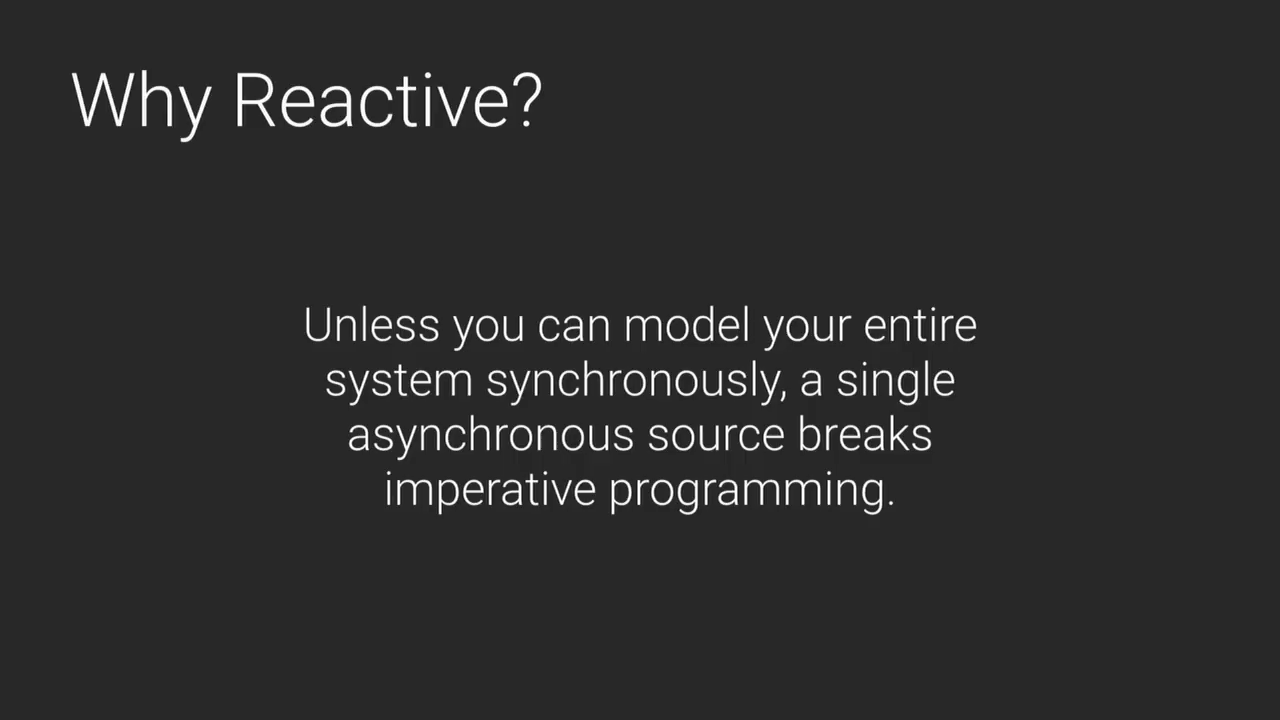 Why Reactive?
Unless you can model your entire
system synchronously, a single
asynchronous source breaks
imperative programming.